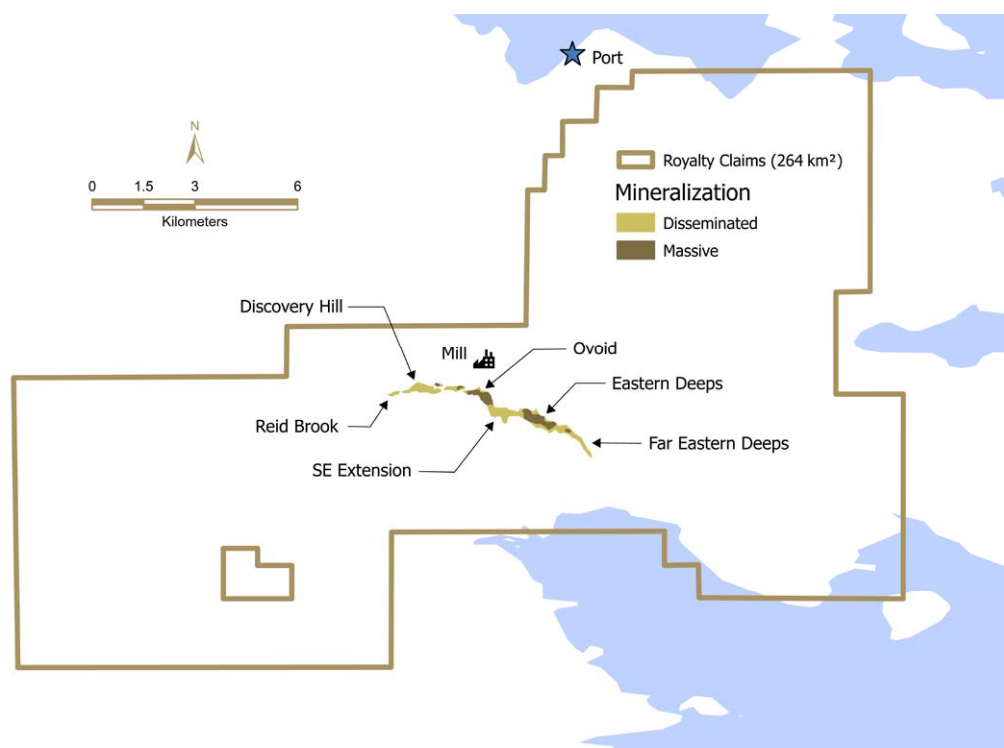 Port
N
0 1.5 3 6
Kilometers
Royalty Claims (264 km²)
Mineralization
Disseminated
Massive
Discovery Hill
Mill
Ovoid
Eastern Deeps
Reid Brook
Far Eastern Deeps
SE Extension